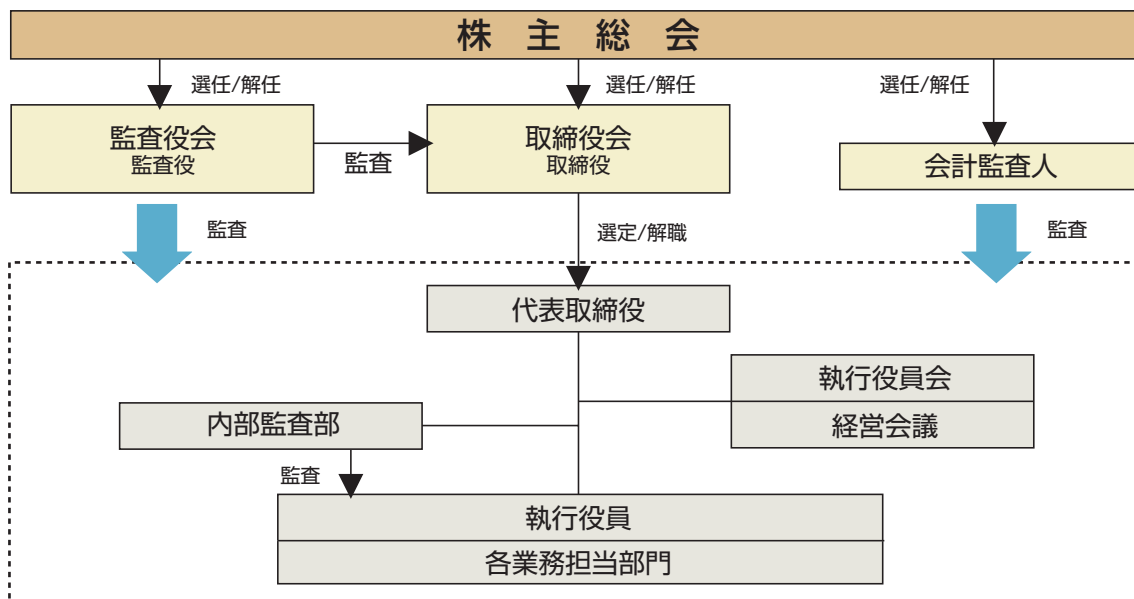 株 主 総 会
選任/解任
選任/解任
選任/解任
監査役会
監査役
監査
取締役会
取締役
会計監査人
監査
選定/解職
監査
代表取締役
執行役員会
経営会議
内部監査部
監査
執行役員
各業務担当部門